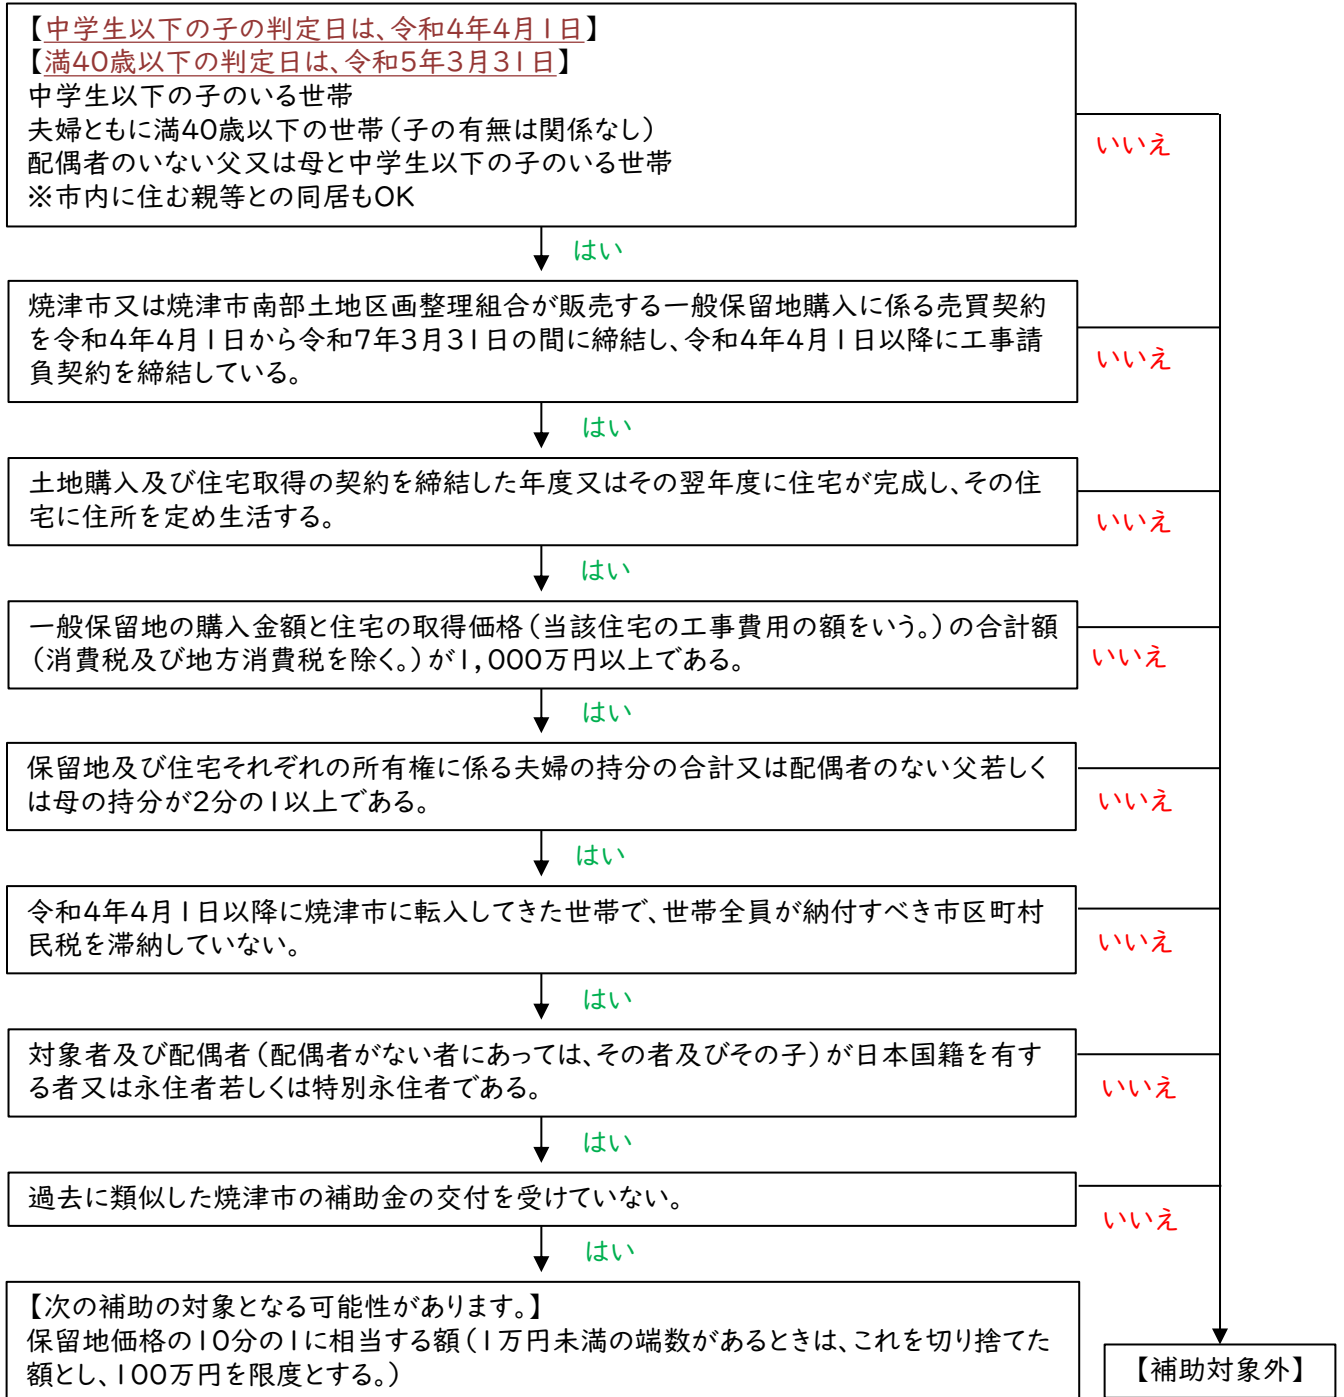 【中学生以下の子の判定日は、令和4年4月1日】
【満40歳以下の判定日は、令和5年3月31日】
中学生以下の子のいる世帯
夫婦ともに満40歳以下の世帯(子の有無は関係なし)
配偶者のいない父又は母と中学生以下の子のいる世帯
※市内に住む親等との同居もOK
いいえ
はい
焼津市又は焼津市南部土地区画整理組合が販売する一般保留地購入に係る売買契約
を令和4年4月1日から令和7年3月31日の間に締結し、令和4年4月1日以降に工事請
負契約を締結している。
いいえ
はい
土地購入及び住宅取得の契約を締結した年度又はその翌年度に住宅が完成し、その住
宅に住所を定め生活する。
いいえ
はい
一般保留地の購入金額と住宅の取得価格(当該住宅の工事費用の額をいう。)の合計額
(消費税及び地方消費税を除く。)が1,000万円以上である。
いいえ
はい
保留地及び住宅それぞれの所有権に係る夫婦の持分の合計又は配偶者のない父若しく
は母の持分が2分の1以上である。
いいえ
はい
令和4年4月1日以降に焼津市に転入してきた世帯で、世帯全員が納付すべき市区町村
民税を滞納していない。
いいえ
はい
対象者及び配偶者(配偶者がない者にあっては、その者及びその子)が日本国籍を有す
る者又は永住者若しくは特別永住者である。
いいえ
はい
過去に類似した焼津市の補助金の交付を受けていない。
いいえ
はい
【次の補助の対象となる可能性があります。】
保留地価格の10分の1に相当する額(1万円未満の端数があるときは、これを切り捨てた
額とし、100万円を限度とする。)
【補助対象外】